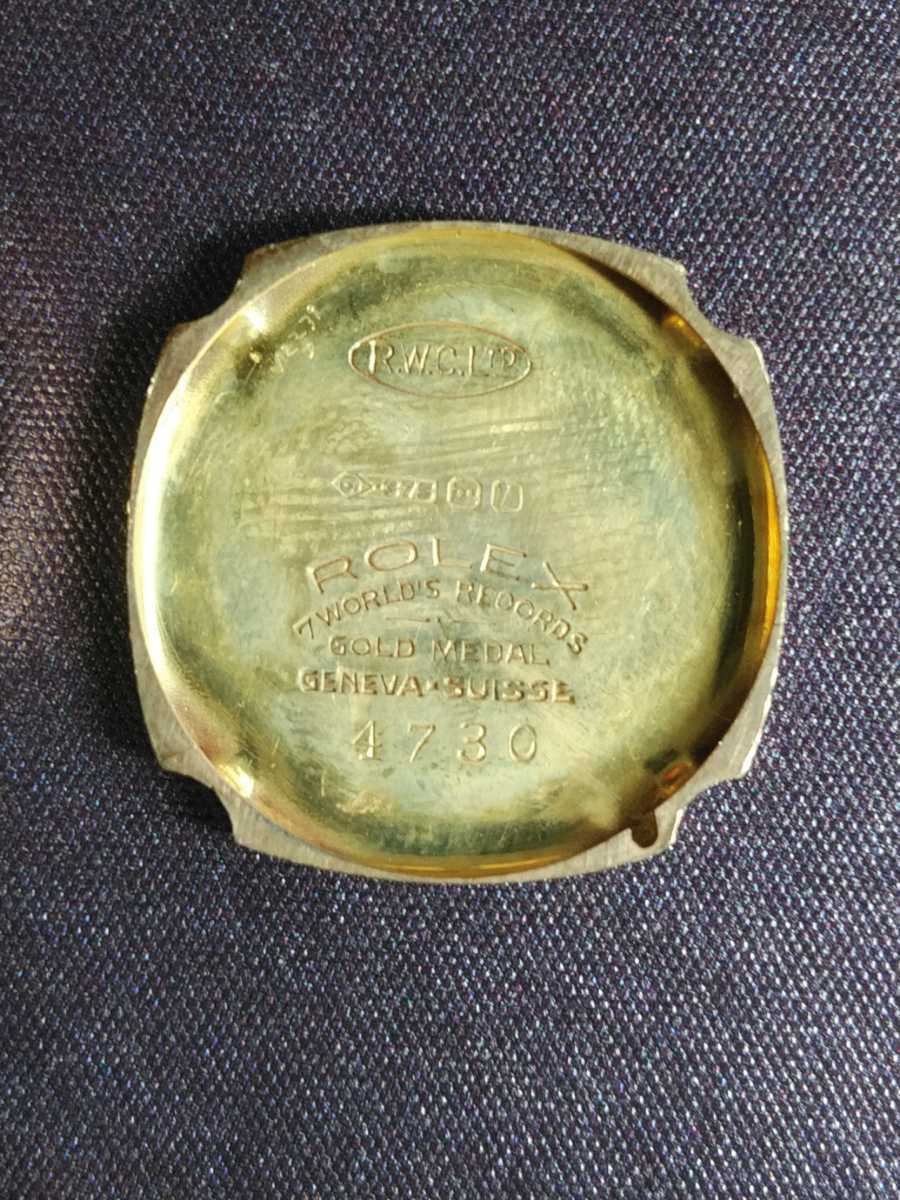 R.W.C.LTD
·375
ROLEX
7 WORLD'S RECORDS
GOLD MEDAL
GENEVA·SUISSE
4730